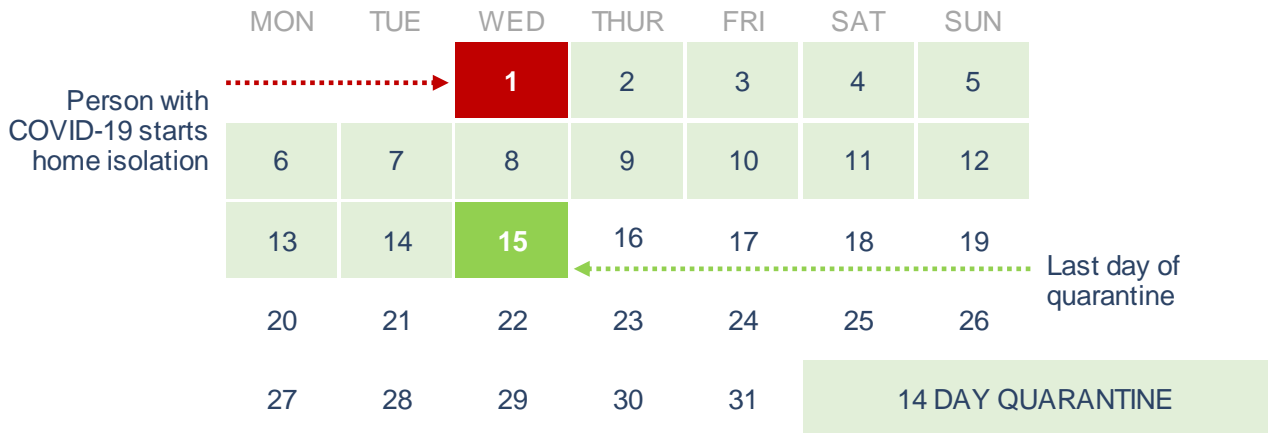 MON TUE WED THUR FRI SAT SUN
Person with
COVID-19 starts
home isolation
1 2 3 4 5
6 7 8 9 10 11 12
13 14 15 16 17 18 19
Last day of
quarantine
20 21 22 23 24 25 26
27 28 29 30 31 14 DAY QUARANTINE